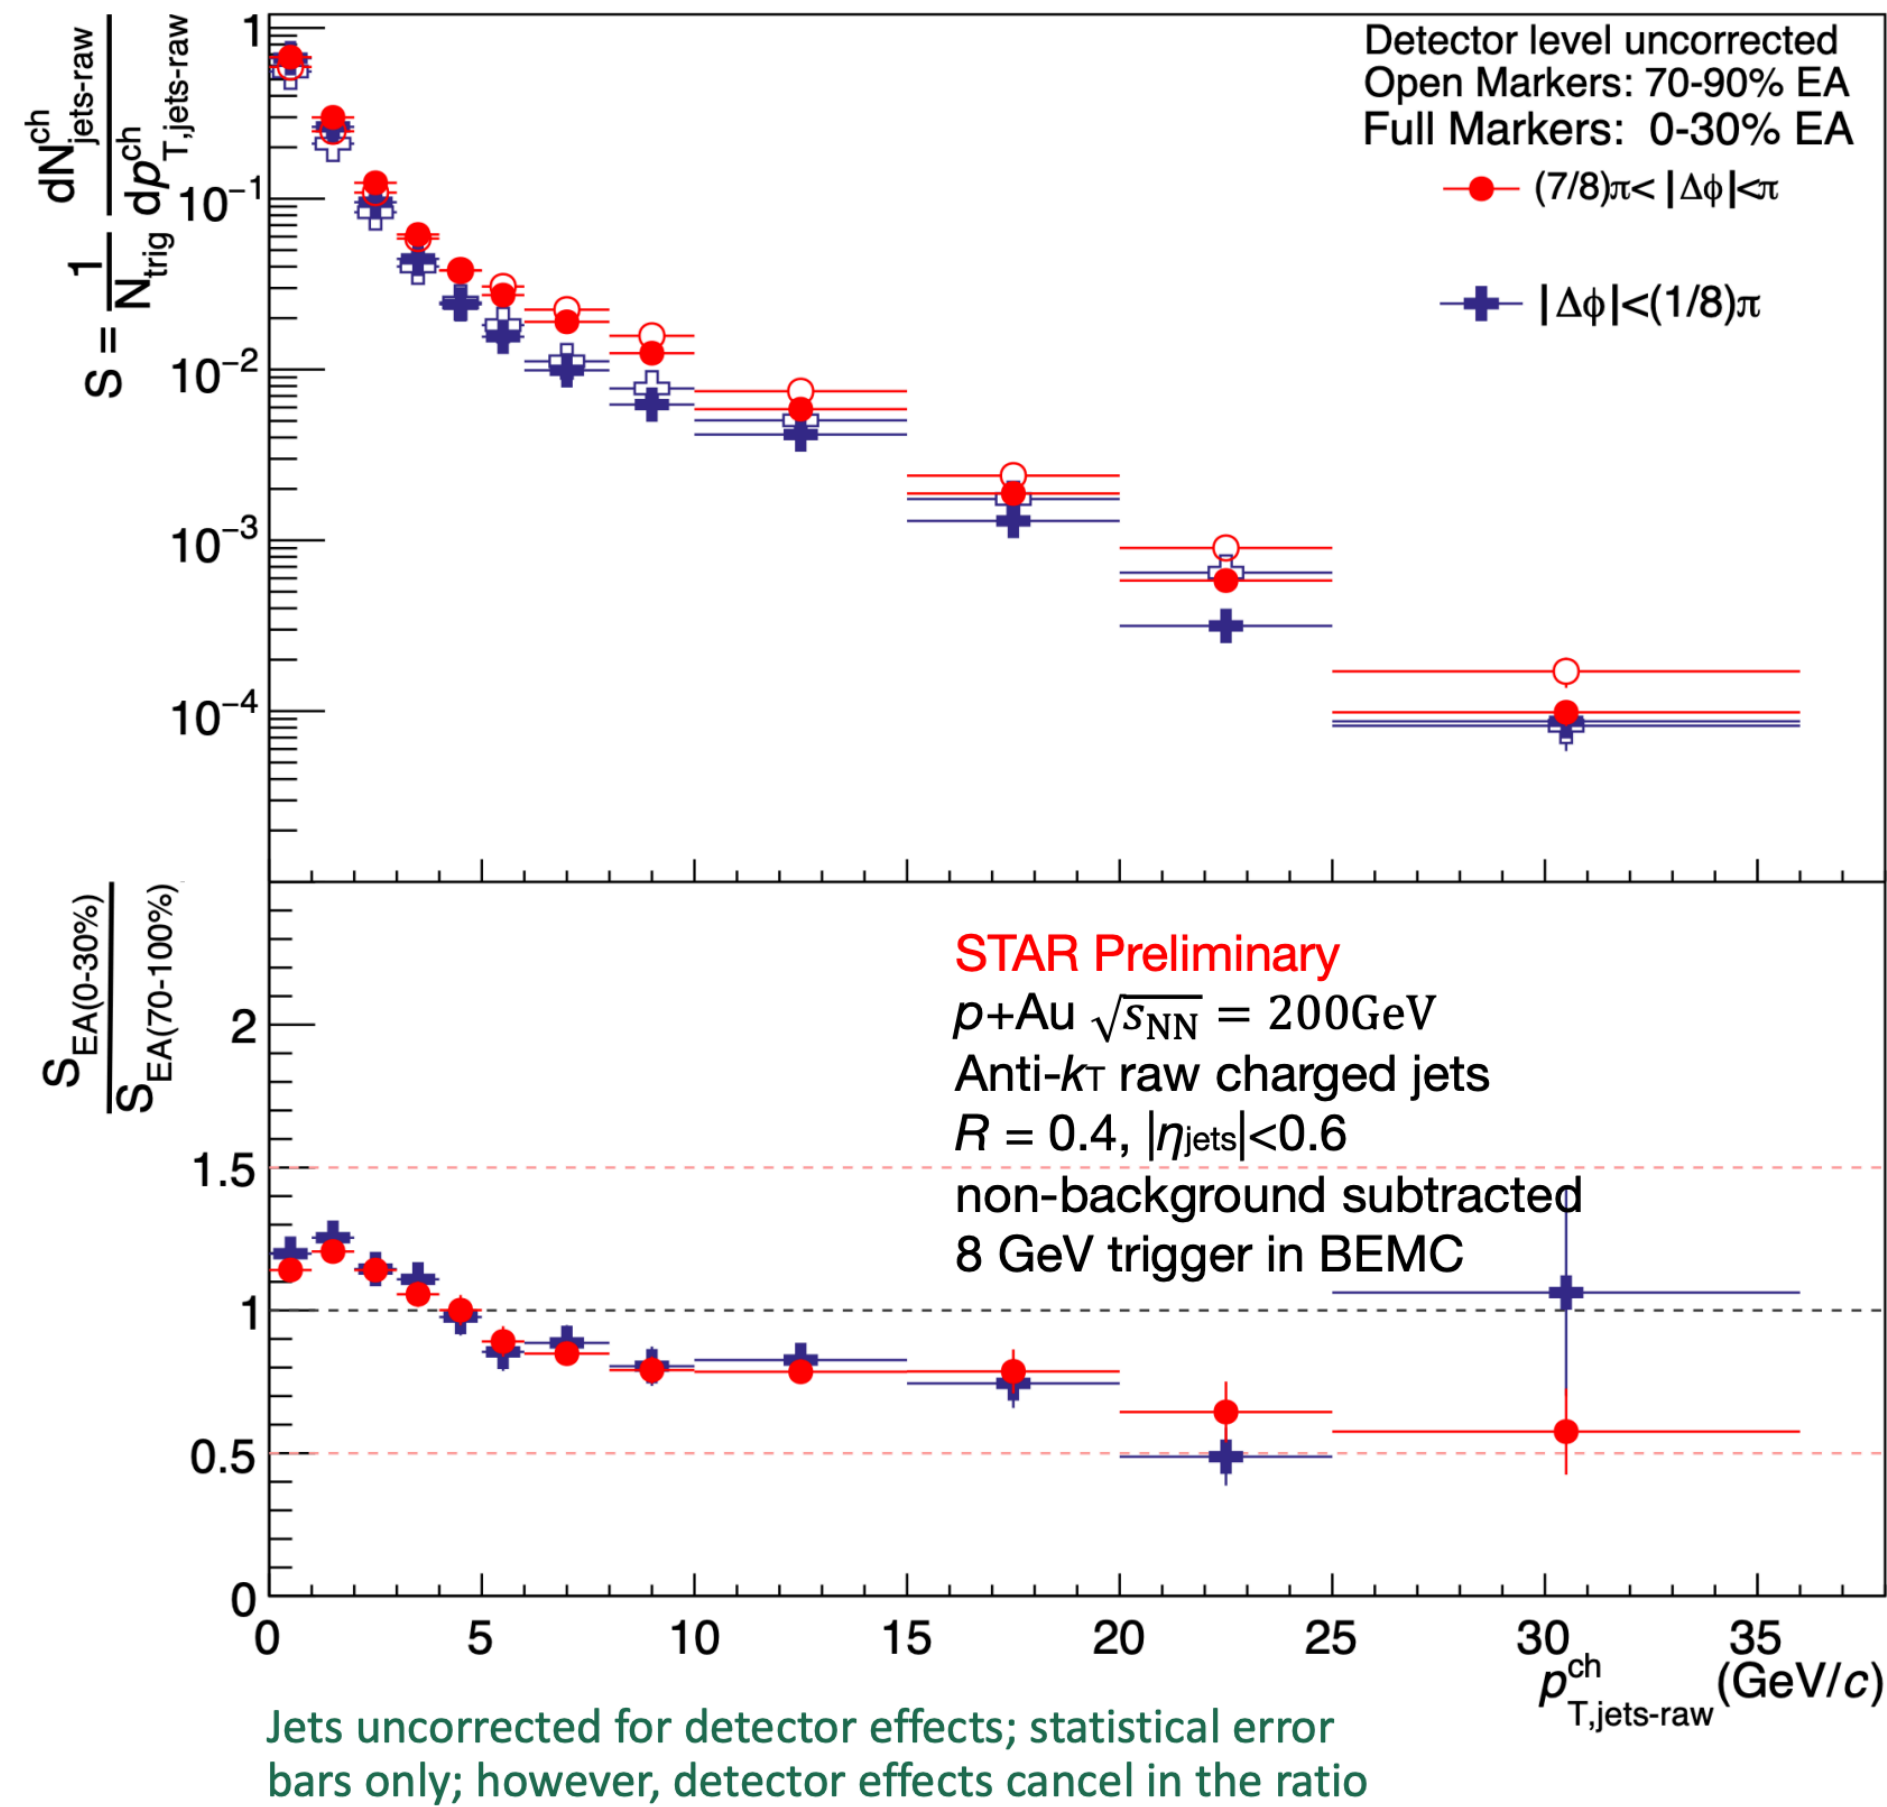 S = 1/N_trig dN^ch_jets-raw/dp^ch_T,jets-raw
1
10⁻¹
10⁻²
10⁻³
10⁻⁴
Detector level uncorrected
Open Markers: 70-90% EA
Full Markers: 0-30% EA
(7/8)π< |Δϕ|<π
|Δϕ|<(1/8)π
S_EA(0-30%)
S_EA(70-100%)
2
1.5
1
0.5
0
STAR Preliminary
p+Au √s_NN = 200GeV
Anti-kT raw charged jets
R = 0.4, |ηjets|<0.6
non-background subtracted
8 GeV trigger in BEMC
0 5 10 15 20 25 30 35
p^ch_T,jets-raw (GeV/c)
Jets uncorrected for detector effects; statistical error
bars only; however, detector effects cancel in the ratio